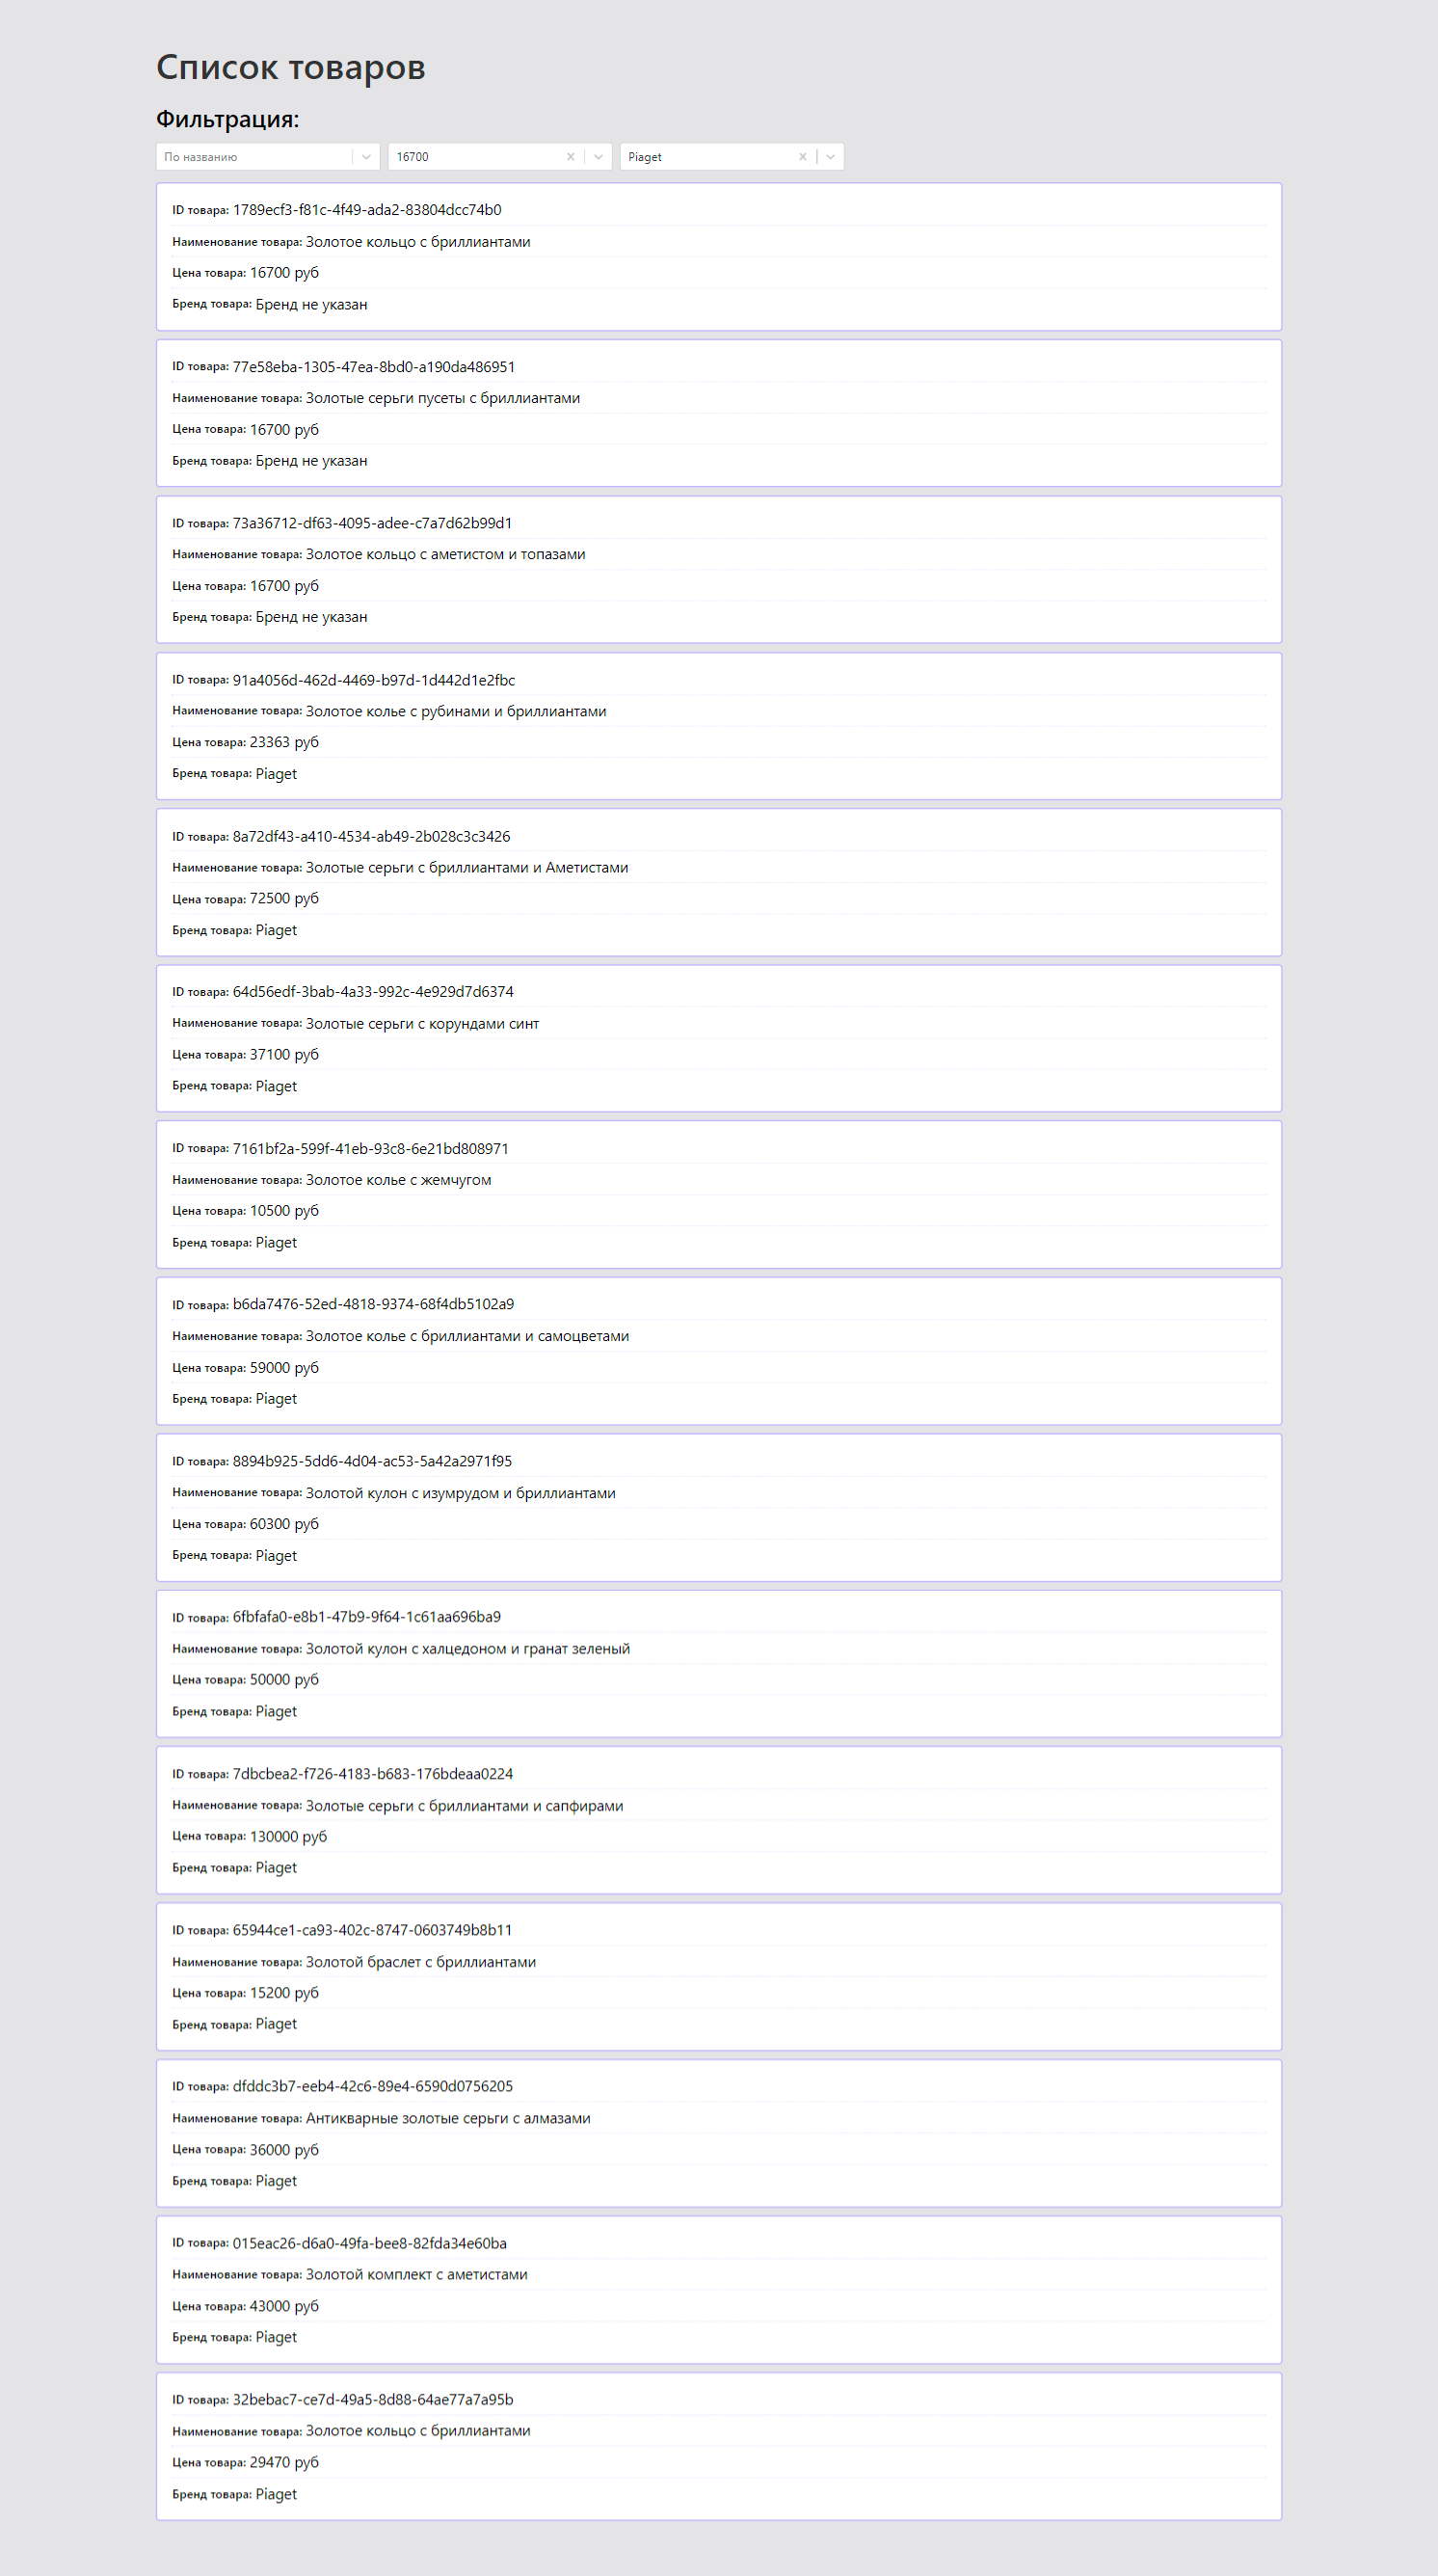 Список товаров
Фильтрация:
По названию 16700 Piaget
ID товара: 1789ecf3-f81c-4f49-ada2-83804dcc74b0
Наименование товара: Золотое кольцо с бриллиантами
Цена товара: 16700 руб
Бренд товара: Бренд не указан
ID товара: 77e58eba-1305-47ea-8bd0-a190da486951
Наименование товара: Золотые серьги пусеты с бриллиантами
Цена товара: 16700 руб
Бренд товара: Бренд не указан
ID товара: 73a36712-df63-4095-adee-c7a7d62b99d1
Наименование товара: Золотое кольцо с аметистом и топазами
Цена товара: 16700 руб
Бренд товара: Бренд не указан
ID товара: 91a4056d-462d-4469-b97d-1d442d1e2fbc
Наименование товара: Золотое колье с рубинами и бриллиантами
Цена товара: 23363 руб
Бренд товара: Piaget
ID товара: 8a72df43-a410-4534-ab49-2b028c3c3426
Наименование товара: Золотые серьги с бриллиантами и Аметистами
Цена товара: 72500 руб
Бренд товара: Piaget
ID товара: 64d56edf-3bab-4a33-992c-4e929d7d6374
Наименование товара: Золотые серьги с корундами синт
Цена товара: 37100 руб
Бренд товара: Piaget
ID товара: 7161bf2a-599f-41eb-93c8-6e21bd808971
Наименование товара: Золотое колье с жемчугом
Цена товара: 10500 руб
Бренд товара: Piaget
ID товара: b6da7476-52ed-4818-9374-68f4db5102a9
Наименование товара: Золотое колье с бриллиантами и самоцветами
Цена товара: 59000 руб
Бренд товара: Piaget
ID товара: 8894b925-5dd6-4d04-ac53-5a42a2971f95
Наименование товара: Золотой кулон с изумрудом и бриллиантами
Цена товара: 60300 руб
Бренд товара: Piaget
ID товара: 6fbfafa0-e8b1-47b9-9f64-1c61aa696ba9
Наименование товара: Золотой кулон с халцедоном и гранат зеленый
Цена товара: 50000 руб
Бренд товара: Piaget
ID товара: 7dbcbea2-f726-4183-b683-176bdeaa0224
Наименование товара: Золотые серьги с бриллиантами и сапфирами
Цена товара: 130000 руб
Бренд товара: Piaget
ID товара: 65944ce1-ca93-402c-8747-0603749b8b11
Наименование товара: Золотой браслет с бриллиантами
Цена товара: 15200 руб
Бренд товара: Piaget
ID товара: dfddc3b7-eeb4-42c6-89e4-6590d0756205
Наименование товара: Антикварные золотые серьги с алмазами
Цена товара: 36000 руб
Бренд товара: Piaget
ID товара: 015eac26-d6a0-49fa-bee8-82fda34e60ba
Наименование товара: Золотой комплект с аметистами
Цена товара: 43000 руб
Бренд товара: Piaget
ID товара: 32bebac7-ce7d-49a5-8d88-64ae77a7a95b
Наименование товара: Золотое кольцо с бриллиантами
Цена товара: 29470 руб
Бренд товара: Piaget